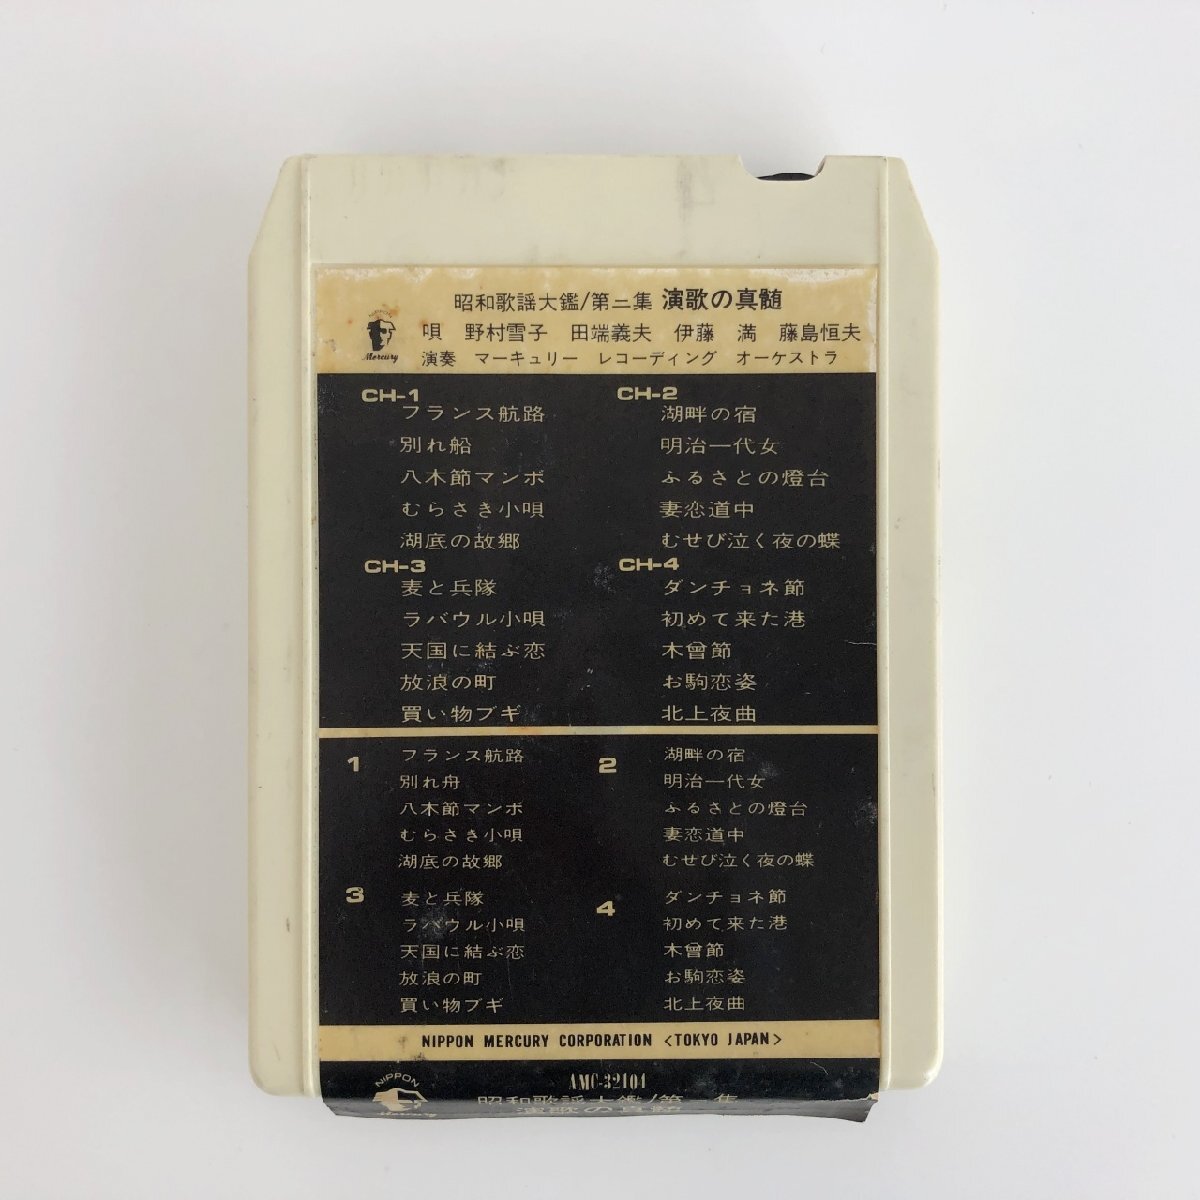 昭和歌謡大鑑/第二集 演歌の真髄
NIPPON
Mercury
唄 野村雪子 田端義夫 伊藤 満 藤島恒夫
演奏 マーキュリー レコーディング オーケストラ
CH-1
フランス航路
別れ船
八木節マンボ
むらさき小唄
湖底の故郷
CH-2
湖畔の宿
明治一代女
ふるさとの燈台
妻恋道中
むせび泣く夜の蝶
CH-3
麦と兵隊
ラバウル小唄
天国に結ぶ恋
放浪の町
買い物ブギ
CH-4
ダンチョネ節
初めて来た港
木曾節
お駒恋姿
北上夜曲
1
フランス航路
別れ舟
八木節マンボ
むらさき小唄
湖底の故郷
2
湖畔の宿
明治一代女
ふるさとの燈台
妻恋道中
むせび泣く夜の蝶
3
麦と兵隊
ラバウル小唄
天国に結ぶ恋
放浪の町
買い物ブギ
4
ダンチョネ節
初めて来た港
木曾節
お駒恋姿
北上夜曲
NIPPON MERCURY CORPORATION <TOKYO JAPAN>
NIPPON
Mercury
AMC-32104
昭和歌謡大鑑/第 集
演歌の真髄